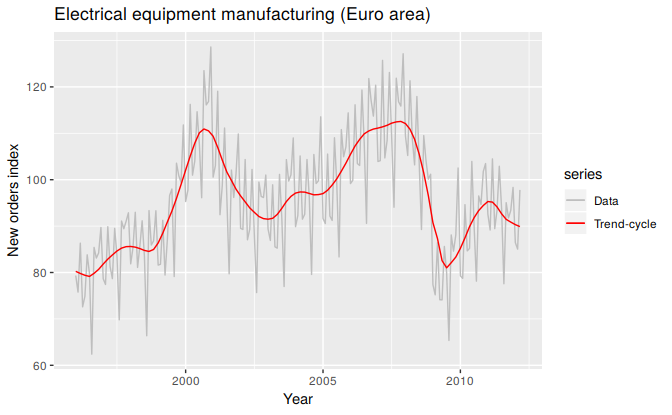 Electrical equipment manufacturing (Euro area)
New orders index
120
100
80
60
2000
2005
2010
Year
series
Data
Trend-cycle